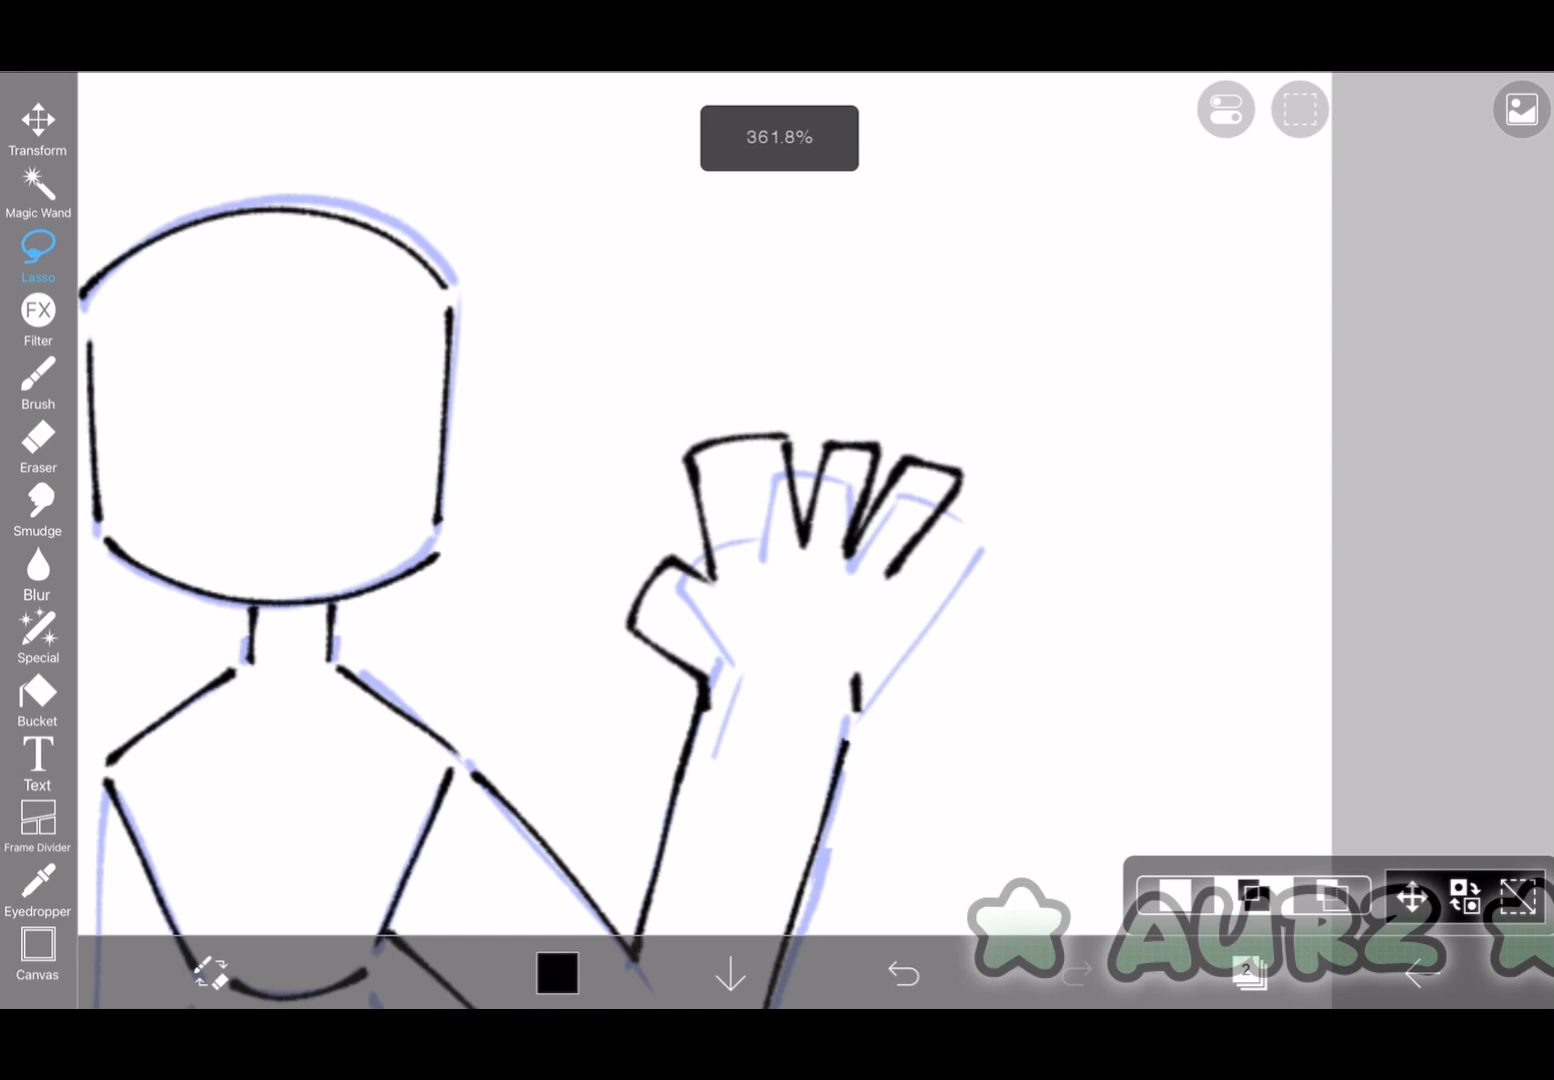 361.8%
Transform
Magic Wand
Lasso
FX
Filter
Brush
Eraser
Smudge
Blur
Special
Bucket
T
Text
Frame Divider
Eyedropper
Canvas
2
AURZ